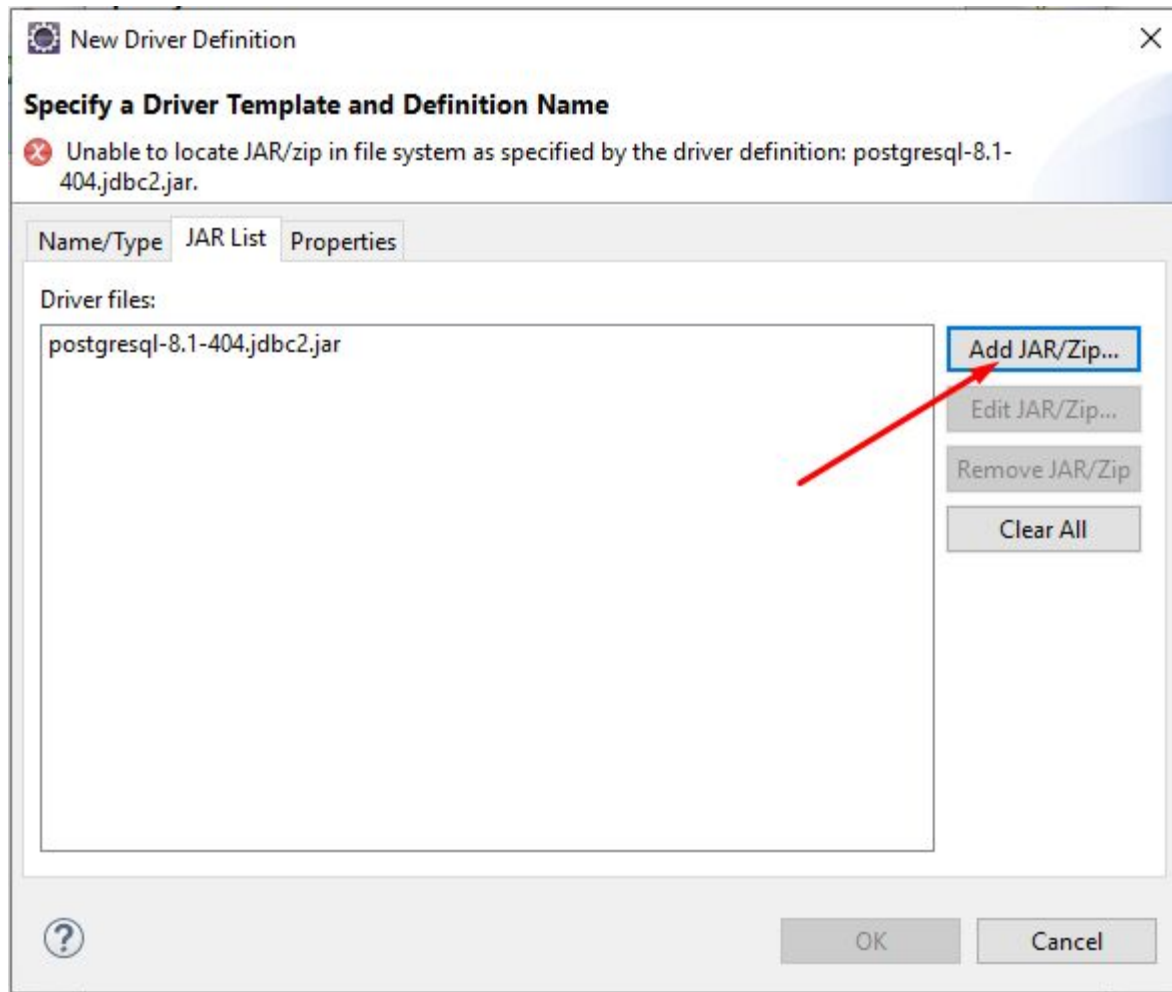 New Driver Definition
Specify a Driver Template and Definition Name
Unable to locate JAR/zip in file system as specified by the driver definition: postgresql-8.1-
404.jdbc2.jar.
Name/Type JAR List Properties
Driver files:
postgresql-8.1-404.jdbc2.jar
Add JAR/Zip...
Edit JAR/Zip...
Remove JAR/Zip
Clear All
?
OK Cancel